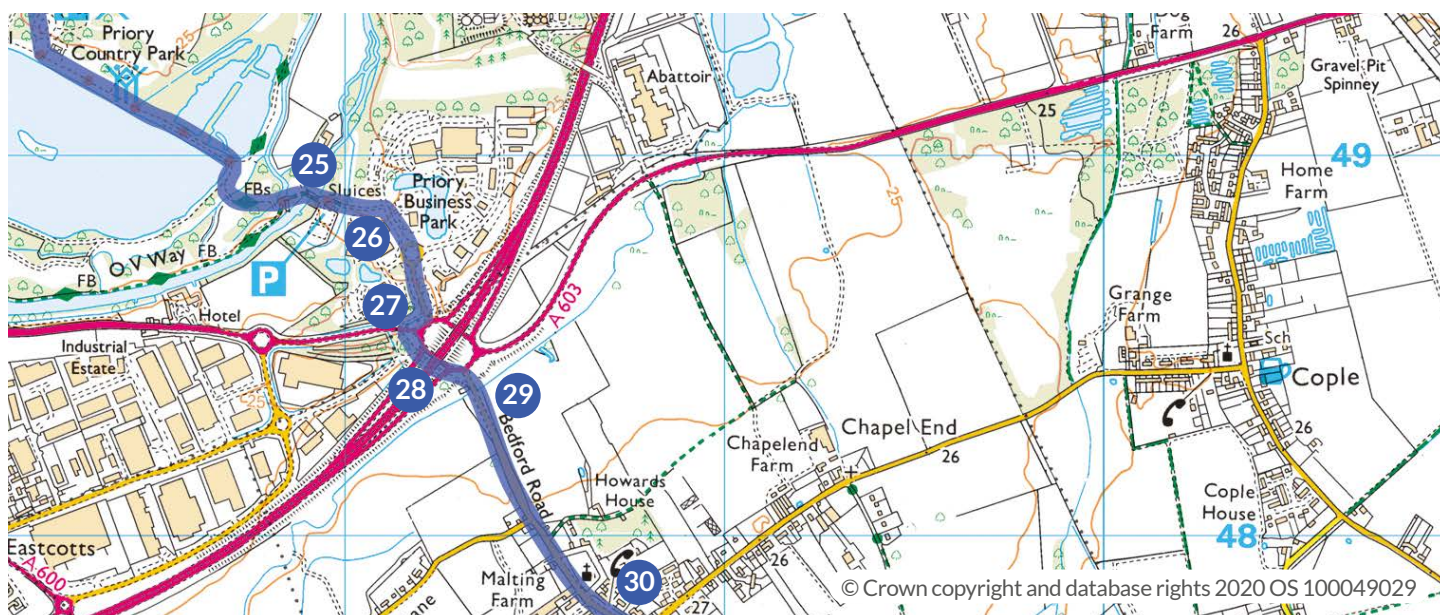 Priory
Country Park
25
25
FBs
Sluices
26
O V Way
FB
FB
P
Hotel
27
Industrial
Estate
25
28
Eastcotts
A 600
Priory
Business
Park
25
Abattoir
A 603
29
Bedford Road
Howards
House
Malting
Farm
30
27
26
Chapelend
Farm
Chapel End
26
25
25
Farm
26
Gravel Pit
Spinney
49
Home
Farm
Grange
Farm
Sch
Cople
26
Cople
House
48
© Crown copyright and database rights 2020 OS 100049029